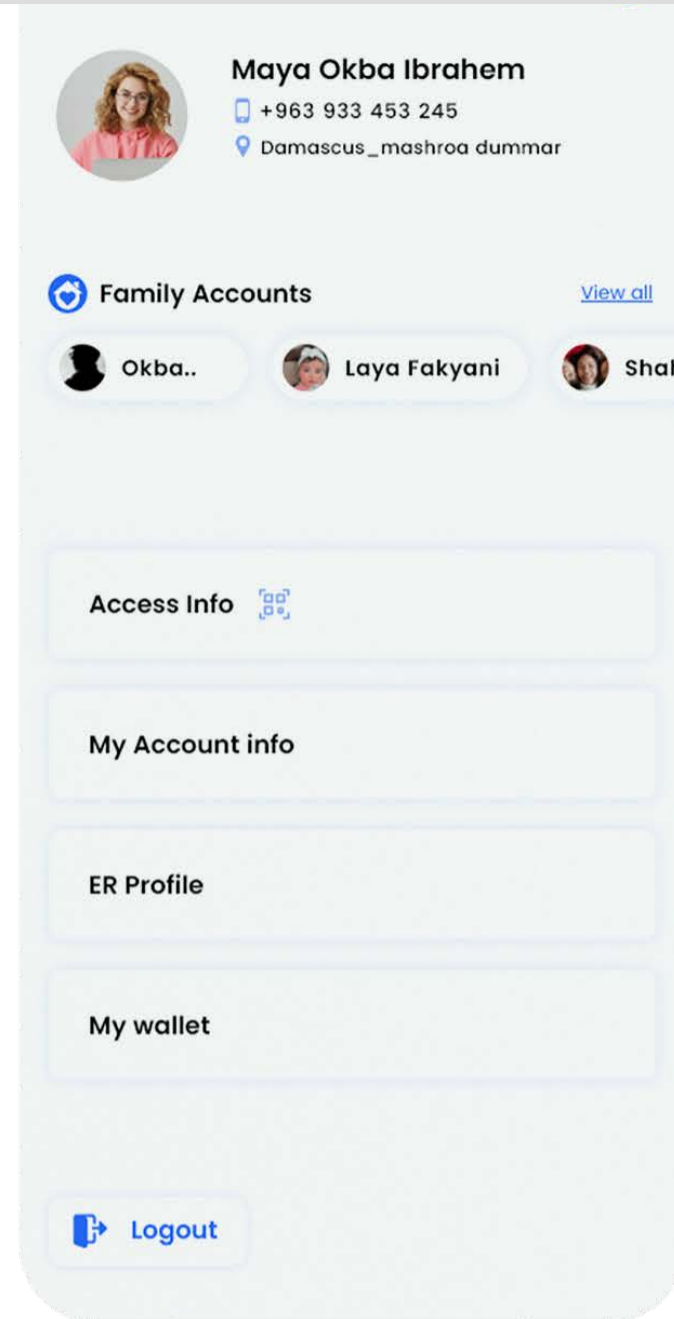 Maya Okba Ibrahem
+963 933 453 245
Damascus_mashroa dummar
Family Accounts
View all
Okba..
Laya Fakyani
Access Info
My Account info
ER Profile
My wallet
Logout